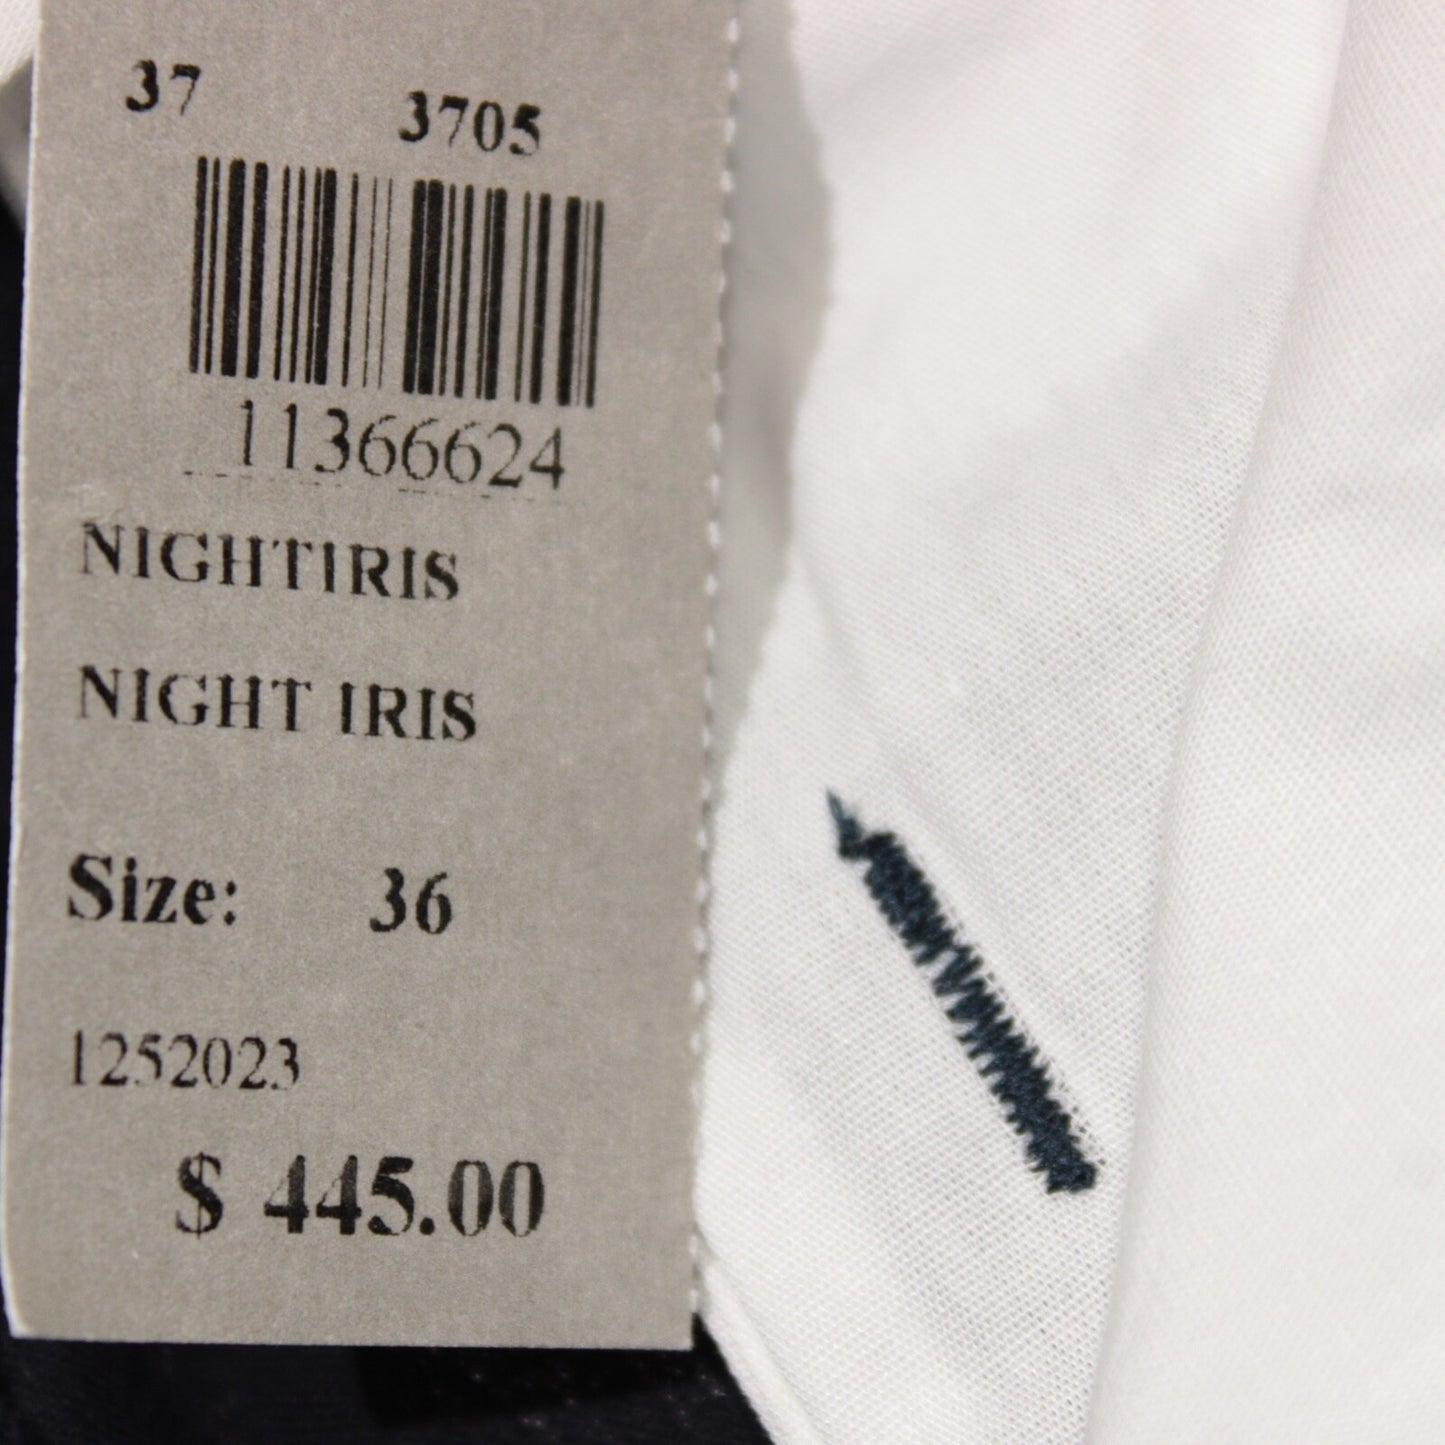 37
3705
11366624
NIGHTIRIS
NIGHT IRIS
Size: 36
1252023
$ 445.00